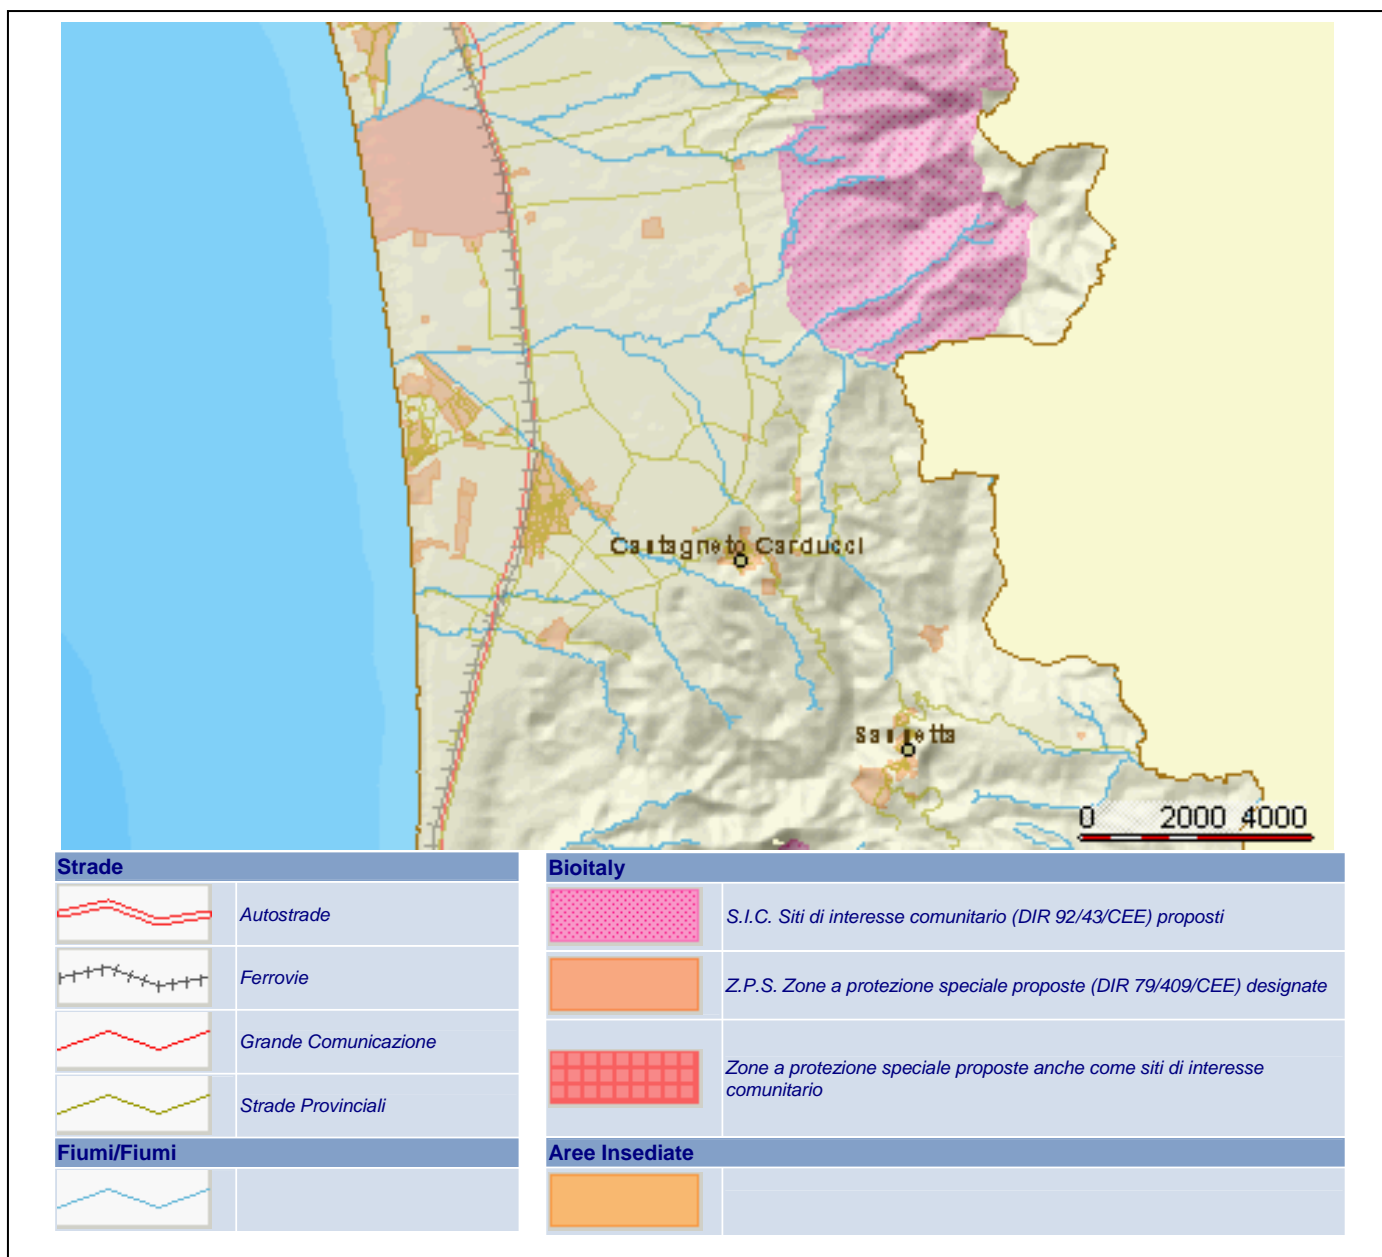 Castagneto Carducci
Sassetta
0 2000 4000
Strade
Autostrade
Ferrovie
Grande Comunicazione
Strade Provinciali
Fiumi/Fiumi
Bioitaly
S.I.C. Siti di interesse comunitario (DIR 92/43/CEE) proposti
Z.P.S. Zone a protezione speciale proposte (DIR 79/409/CEE) designate
Zone a protezione speciale proposte anche come siti di interesse
comunitario
Aree Insediate